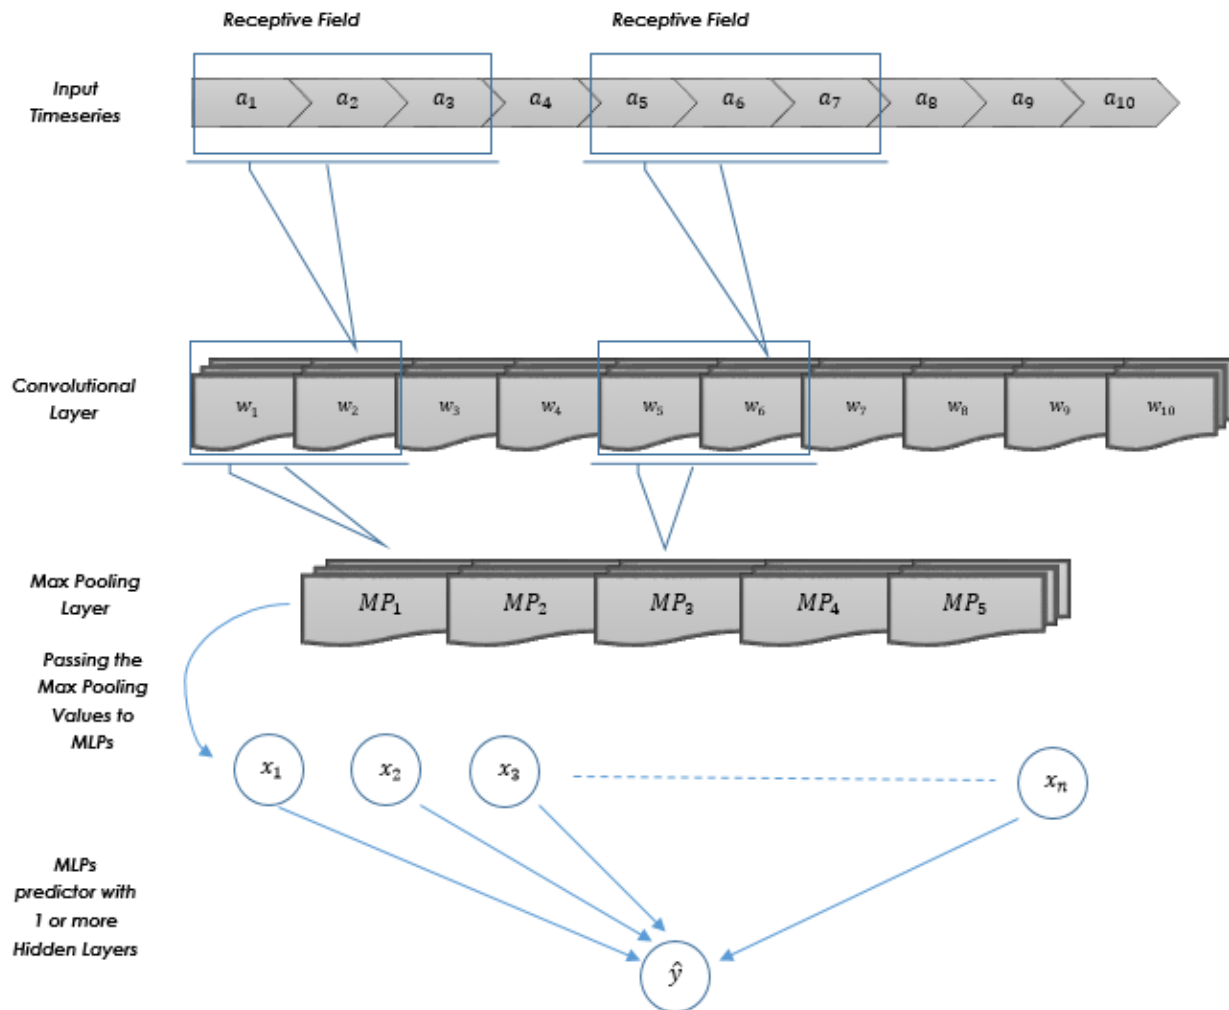 Receptive Field Receptive Field
Input
Timeseries
a₁ a₂ a₃ a₄ a₅ a₆ a₇ a₈ a₉ a₁₀
Convolutional
Layer
w₁ w₂ w₃ w₄ w₅ w₆ w₇ w₈ w₉ w₁₀
Max Pooling
Layer
MP₁ MP₂ MP₃ MP₄ MP₅
Passing the
Max Pooling
Values to
MLPs
x₁ x₂ x₃ xₙ
MLPs
predictor with
1 or more
Hidden Layers
ŷ